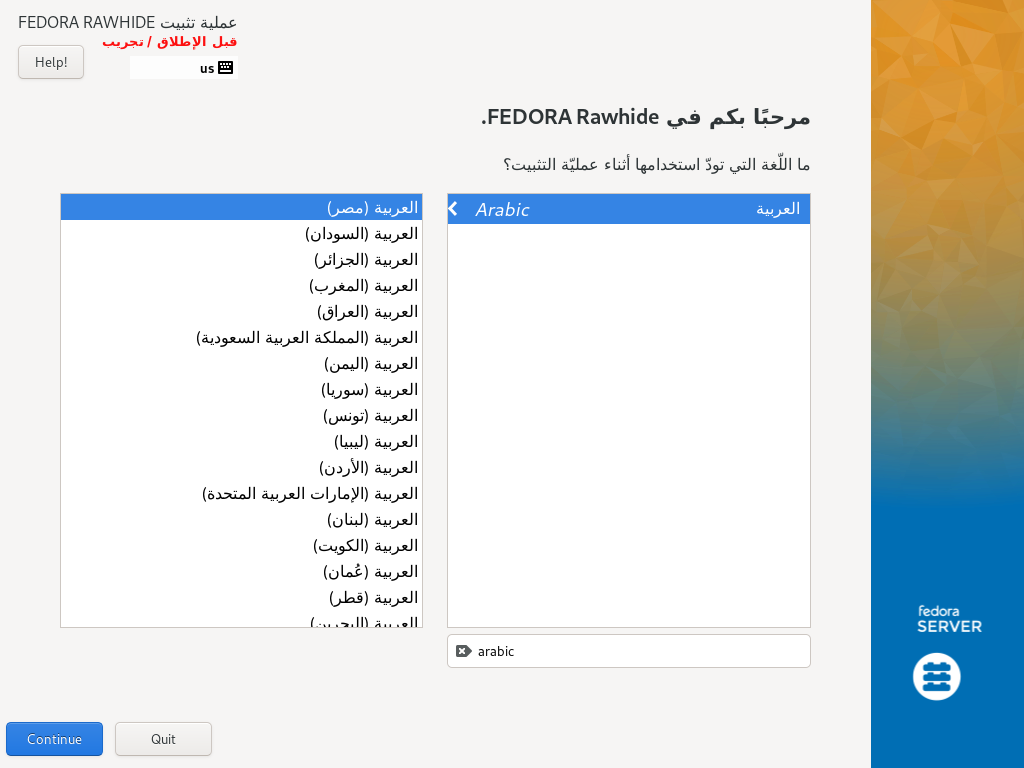 عملية تثبيت FEDORA RAWHIDE
قبل الإطلاق / تجريب
us
Help!
مرحبًا بكم في FEDORA Rawhide.
ما اللّغة التي تودّ استخدامها أثناء عمليّة التثبيت؟
العربية
Arabic
arabic
العربية (مصر)
العربية (السودان)
العربية (الجزائر)
العربية (المغرب)
العربية (العراق)
العربية (المملكة العربية السعودية)
العربية (اليمن)
العربية (سوريا)
العربية (تونس)
العربية (ليبيا)
العربية (الأردن)
العربية (الإمارات العربية المتحدة)
العربية (لبنان)
العربية (الكويت)
العربية (عُمان)
العربية (قطر)
العربية (البحرين)
fedora
SERVER
Continue
Quit